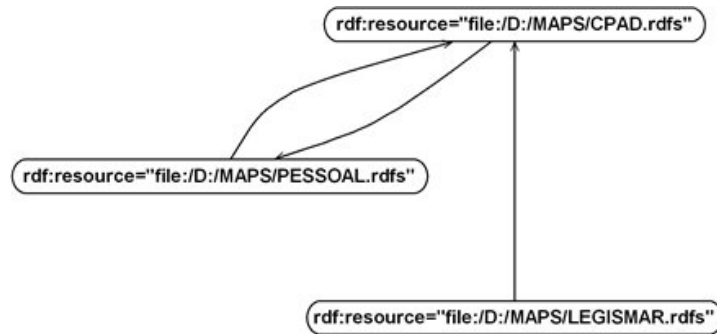 rdf:resource="file:/D:/MAPS/CPAD.rdfs"
rdf:resource="file:/D:/MAPS/PESSOAL.rdfs"
rdf:resource="file:/D:/MAPS/LEGISMAR.rdfs"